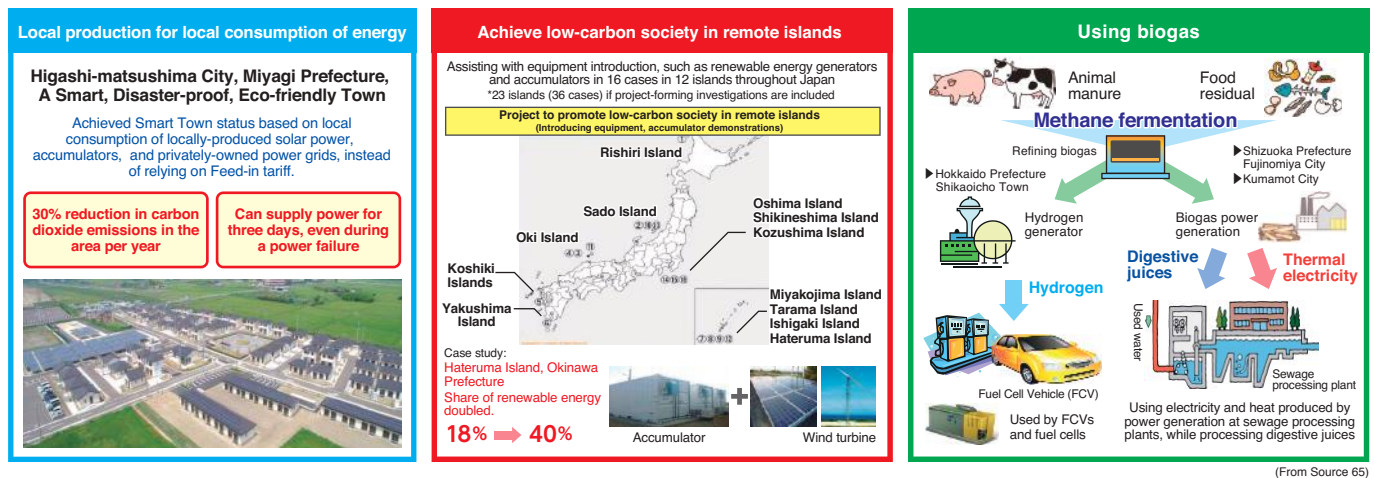 Local production for local consumption of energy
Higashi-matsushima City, Miyagi Prefecture,
A Smart, Disaster-proof, Eco-friendly Town
Achieved Smart Town status based on local
consumption of locally-produced solar power,
accumulators, and privately-owned power grids, instead
of relying on Feed-in tariff.
30% reduction in carbon
dioxide emissions in the
area per year
Can supply power for
three days, even during
a power failure
Achieve low-carbon society in remote islands
Assisting with equipment introduction, such as renewable energy generators
and accumulators in 16 cases in 12 islands throughout Japan
*23 islands (36 cases) if project-forming investigations are included
Project to promote low-carbon society in remote islands
(Introducing equipment, accumulator demonstrations)
Rishiri Island
①
Sado Island
Oki Island
Oshima Island
Shikineshima Island
Kozushima Island
Koshiki
Islands
⑤
Yakushima
Island
⑥
Miyakojima Island
Tarama Island
Ishigaki Island
Hateruma Island
⑦⑧⑨⑫
Case study:
Hateruma Island, Okinawa
Prefecture
Share of renewable energy
doubled.
18% 40%
Accumulator
Wind turbine
Using biogas
Animal
manure
Food
residual
Methane fermentation
Refining biogas
▶Hokkaido Prefecture
Shikaoicho Town
▶Shizuoka Prefecture
Fujinomiya City
▶Kumamot City
Hydrogen
generator
Biogas power
generation
Hydrogen
Digestive
juices
Thermal
electricity
Used water
Fuel Cell Vehicle (FCV)
Used by FCVs
and fuel cells
Sewage
processing plant
Using electricity and heat produced by
power generation at sewage processing
plants, while processing digestive juices
(From Source 65)